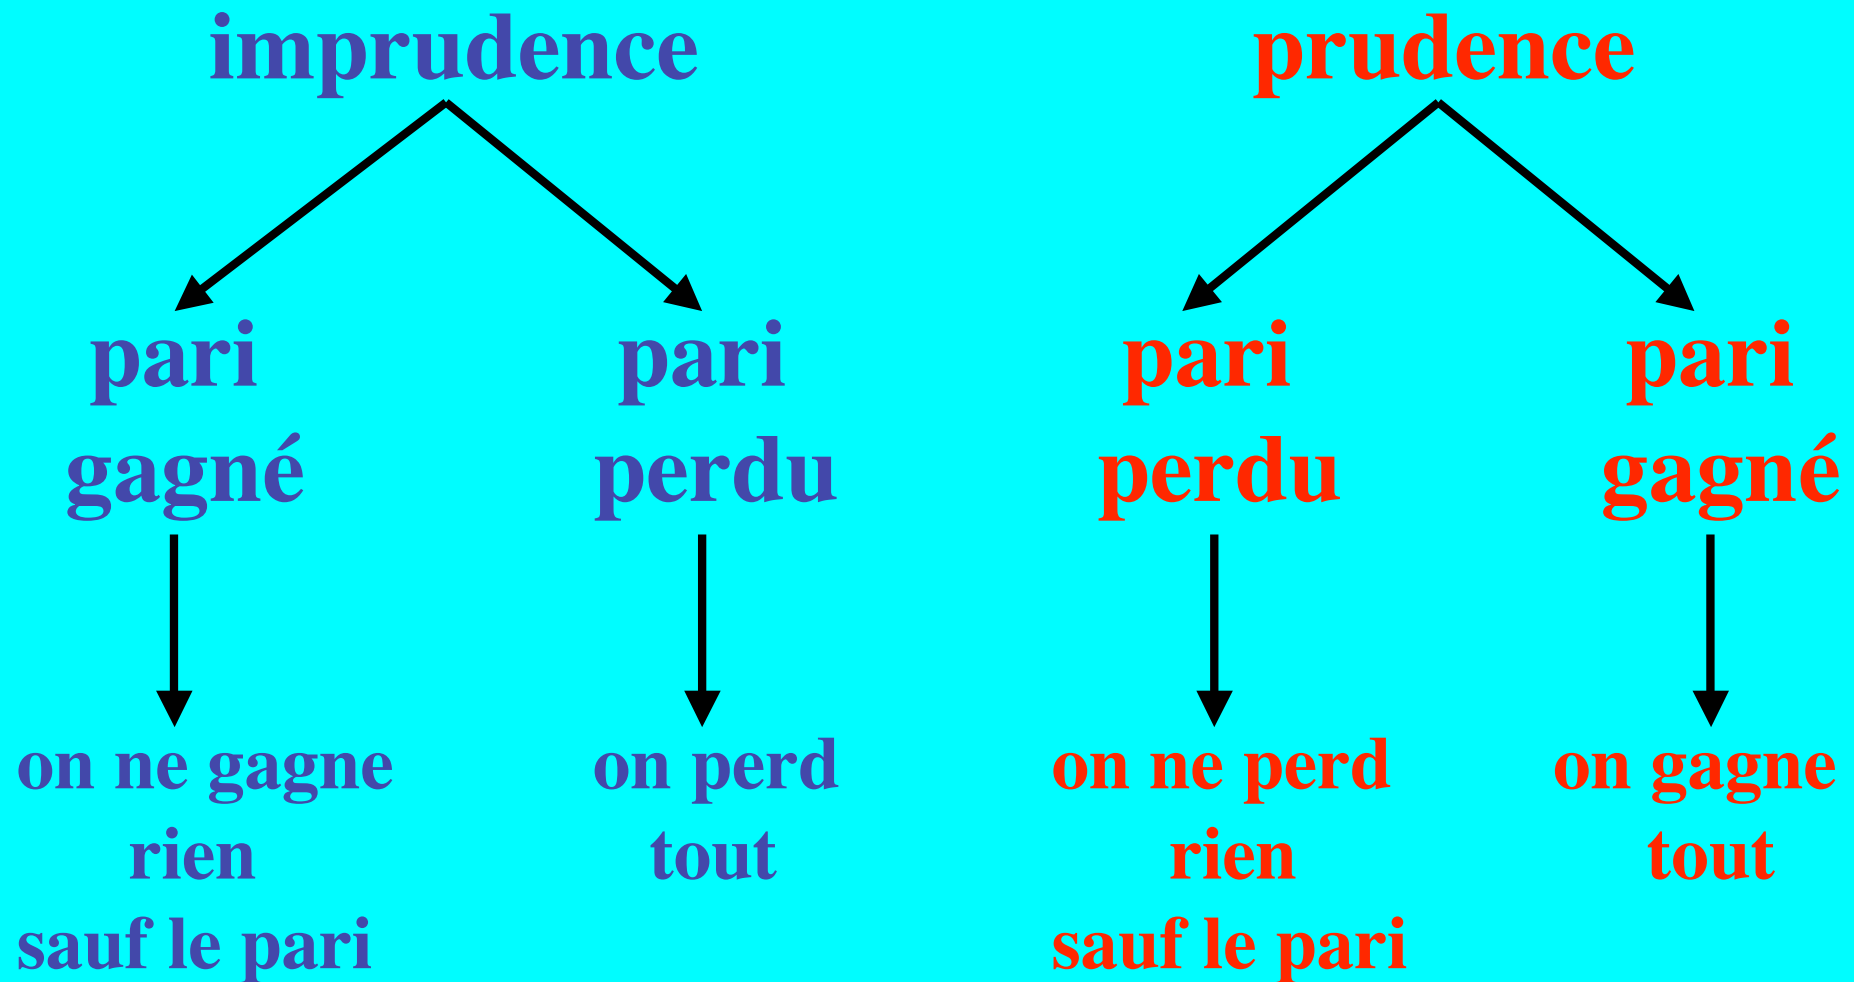 imprudence
prudence
pari
gagné
pari
perdu
pari
perdu
pari
gagné
on ne gagne
rien
sauf le pari
on perd
tout
on ne perd
rien
sauf le pari
on gagne
tout